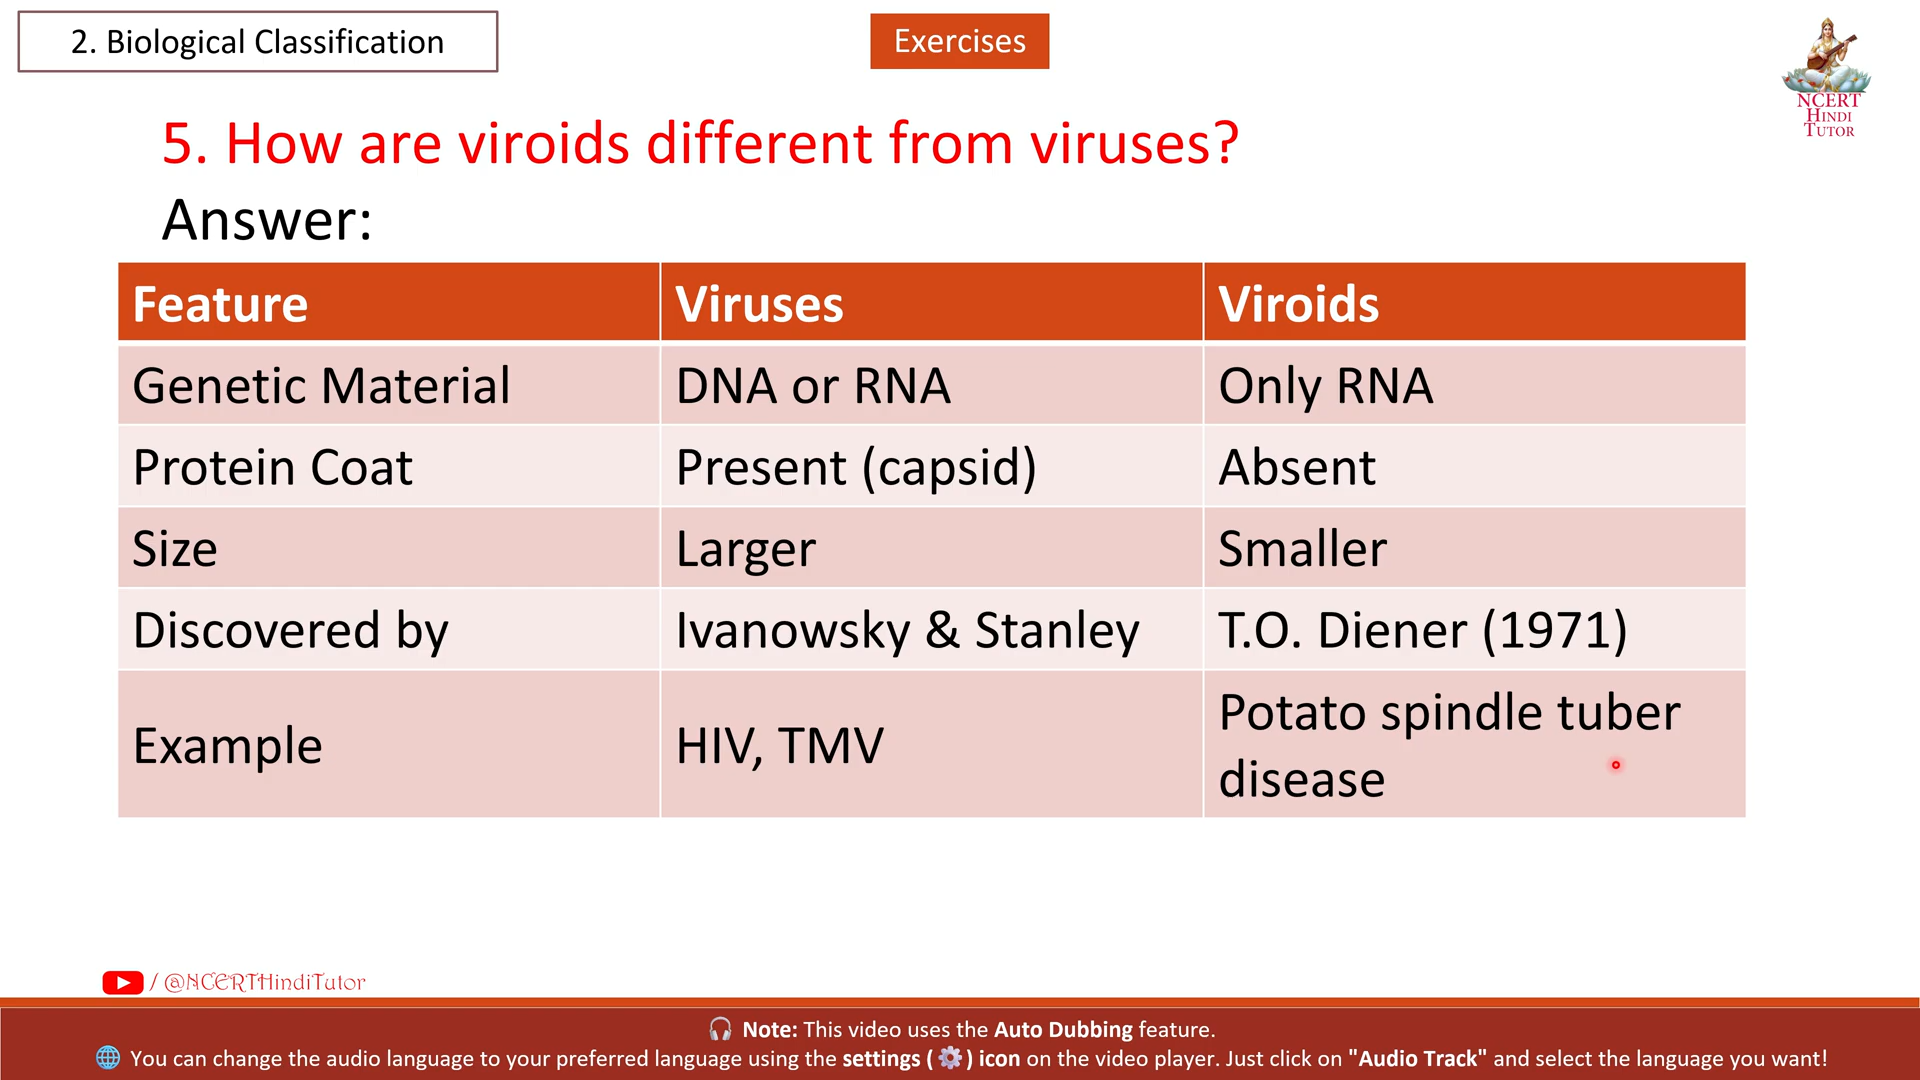 2. Biological Classification
Exercises
NCERT
HINDI
TUTOR
5. How are viroids different from viruses?
Answer:
Feature Viruses Viroids
Genetic Material DNA or RNA Only RNA
Protein Coat Present (capsid) Absent
Size Larger Smaller
Discovered by Ivanowsky & Stanley T.O. Diener (1971)
Example HIV, TMV Potato spindle tuber
disease
/ @NCERTHindiTutor
Note: This video uses the Auto Dubbing feature.
You can change the audio language to your preferred language using the settings ( ⚙ ) icon on the video player. Just click on "Audio Track" and select the language you want!